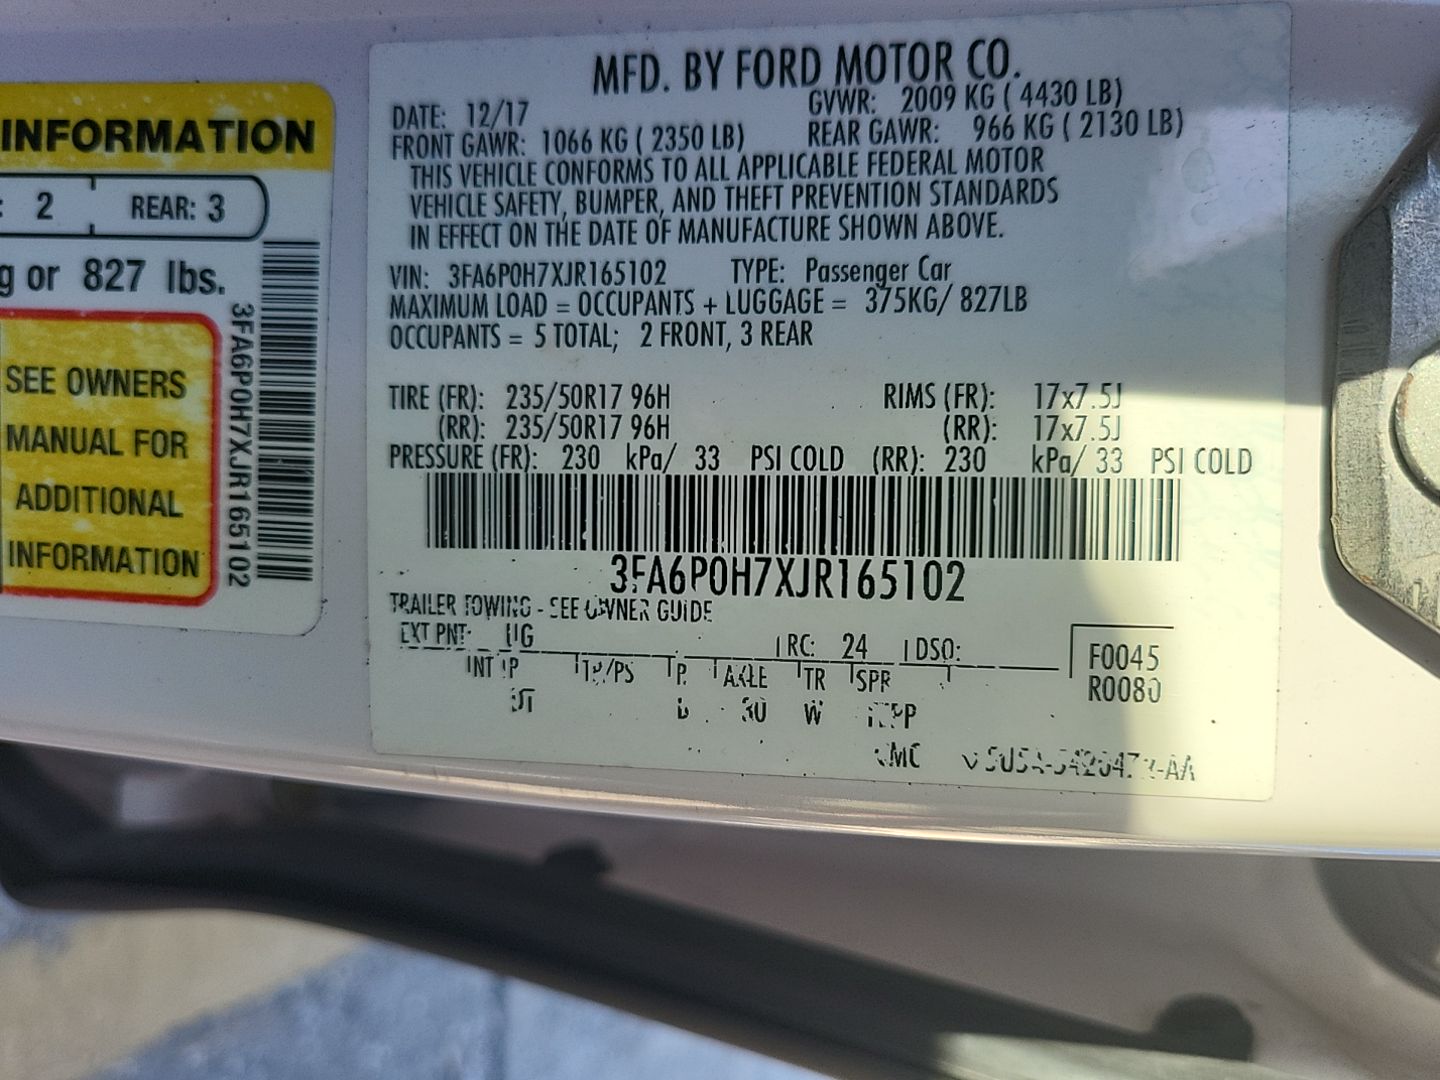 INFORMATION
: 2 REAR: 3
g or 827 lbs.
SEE OWNERS
MANUAL FOR
ADDITIONAL
INFORMATION
3FA6P0H7XJR165102
MFD. BY FORD MOTOR CO.
DATE: 12/17 GVWR: 2009 KG ( 4430 LB)
FRONT GAWR: 1066 KG ( 2350 LB) REAR GAWR: 966 KG ( 2130 LB)
THIS VEHICLE CONFORMS TO ALL APPLICABLE FEDERAL MOTOR
VEHICLE SAFETY, BUMPER, AND THEFT PREVENTION STANDARDS
IN EFFECT ON THE DATE OF MANUFACTURE SHOWN ABOVE.
VIN: 3FA6P0H7XJR165102 TYPE: Passenger Car
MAXIMUM LOAD = OCCUPANTS + LUGGAGE = 375KG/ 827LB
OCCUPANTS = 5 TOTAL; 2 FRONT, 3 REAR
TIRE (FR): 235/50R17 96H RIMS (FR): 17x7.5J
(RR): 235/50R17 96H (RR): 17x7.5J
PRESSURE (FR): 230 kPa/ 33 PSI COLD (RR): 230 kPa/ 33 PSI COLD
3FA6P0H7XJR165102
TRAILER TOWING - SEE OWNER GUIDE
EXT PNT: UG RC: 24 DSO: F0045
INT TR TP/PS R AXLE TR SPR R0080
W